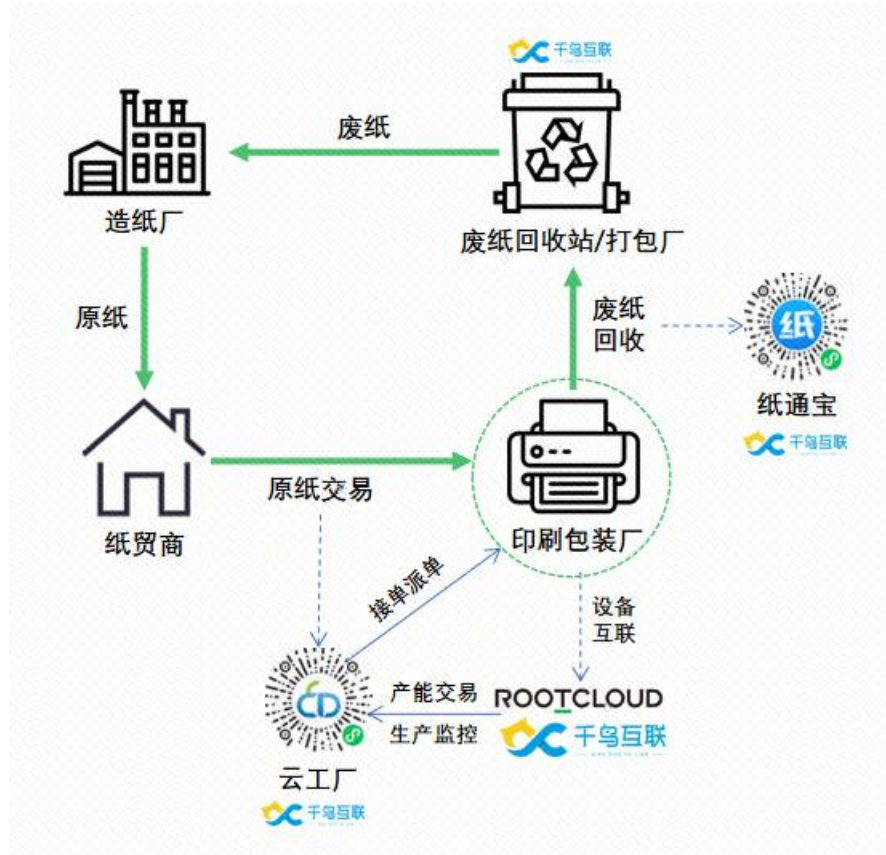 千鸟互联
废纸
造纸厂
废纸回收站/打包厂
原纸
废纸
回收
纸
纸通宝
千鸟互联
原纸交易
纸贸商
印刷包装厂
接单派单
设备
互联
产能交易
ROOTCLOUD
生产监控
千鸟互联
CD
云工厂
千鸟互联